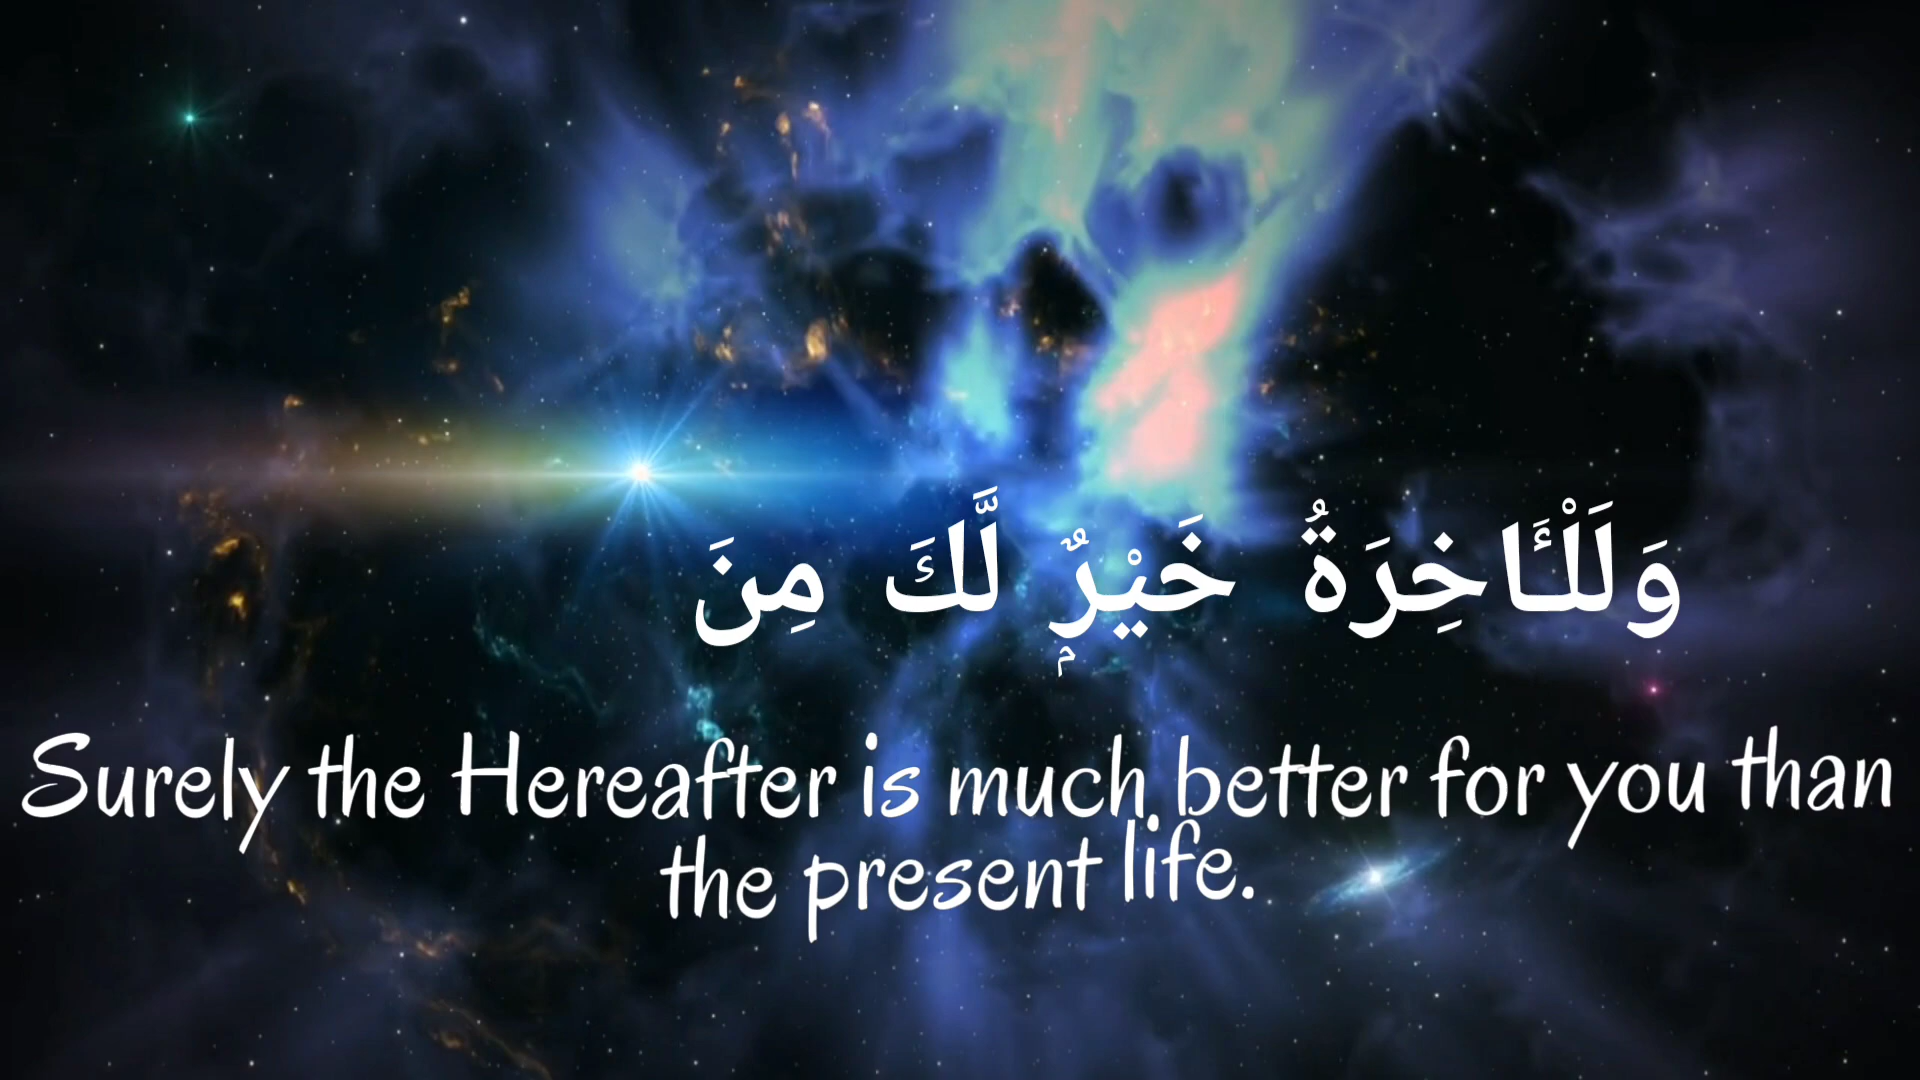 وَلَلْـَٔاخِرَةُ خَيْرٌۭ لَّكَ مِنَ
Surely the Hereafter is much better for you than
the present life.